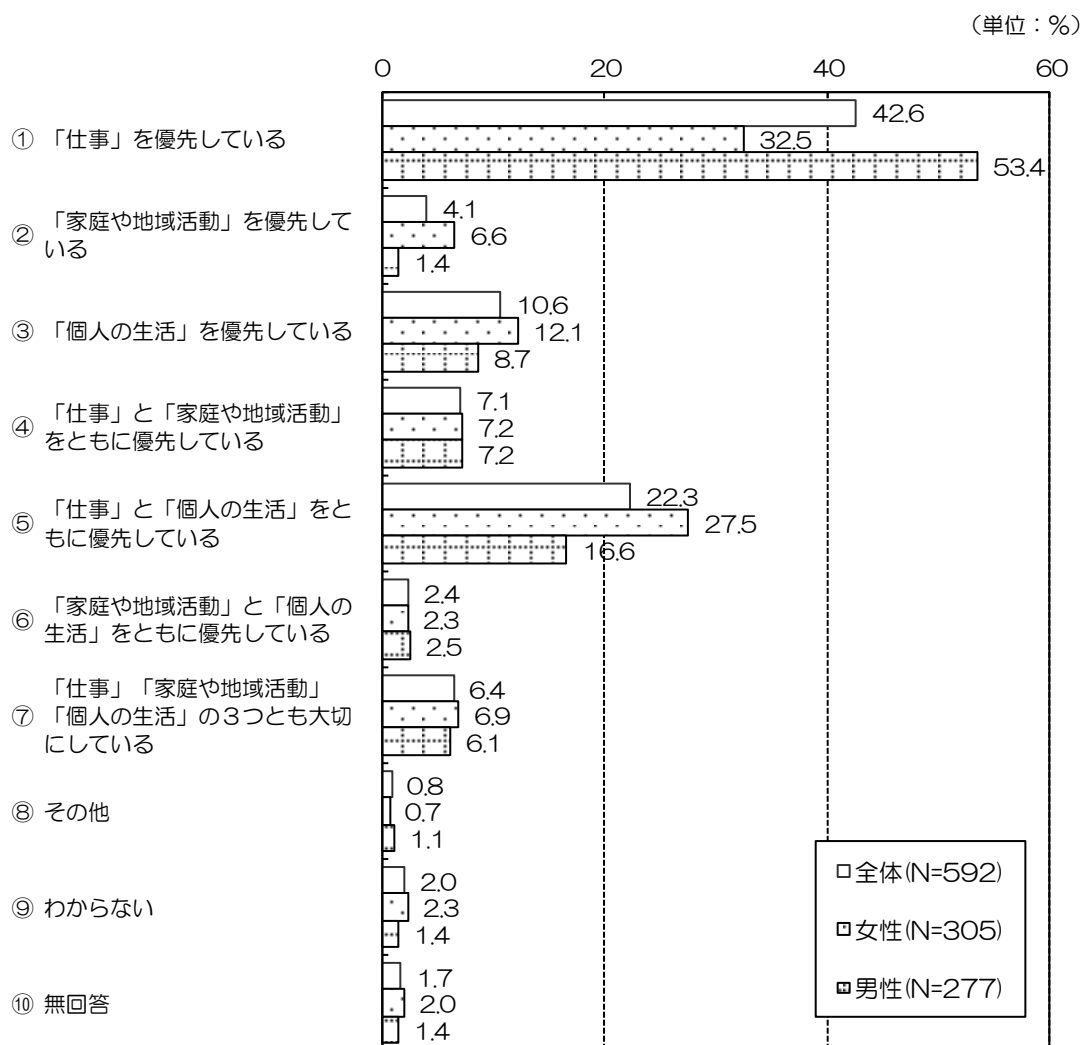 （単位：％）
0 20 40 60
① 「仕事」を優先している
42.6
32.5
53.4
② 「家庭や地域活動」を優先して
いる
4.1
6.6
1.4
③ 「個人の生活」を優先している
10.6
12.1
8.7
④ 「仕事」と「家庭や地域活動」
をともに優先している
7.1
7.2
7.2
⑤ 「仕事」と「個人の生活」をと
もに優先している
22.3
27.5
16.6
⑥ 「家庭や地域活動」と「個人の
生活」をともに優先している
2.4
2.3
2.5
⑦ 「仕事」「家庭や地域活動」
「個人の生活」の３つとも大切
にしている
6.4
6.9
6.1
⑧ その他
0.8
0.7
1.1
⑨ わからない
2.0
2.3
1.4
⑩ 無回答
1.7
2.0
1.4
全体(N=592)
女性(N=305)
男性(N=277)